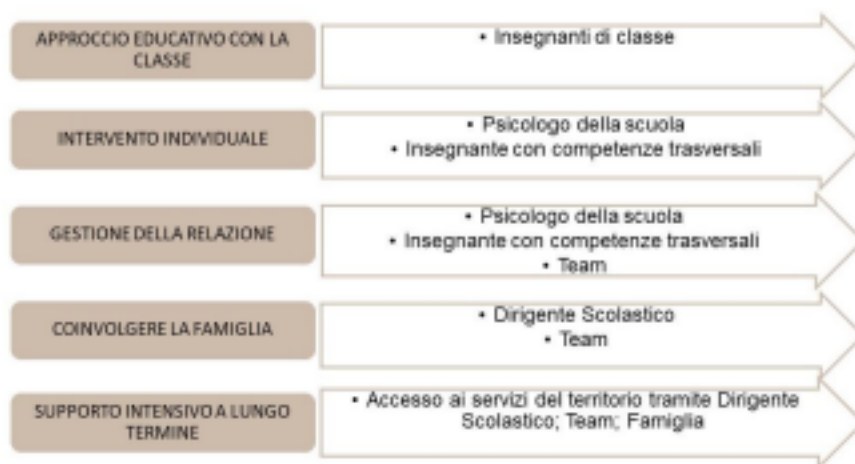 APPROCCIO EDUCATIVO CON LA
CLASSE
• Insegnanti di classe
INTERVENTO INDIVIDUALE
• Psicologo della scuola
• Insegnante con competenze trasversali
GESTIONE DELLA RELAZIONE
• Psicologo della scuola
• Insegnante con competenze trasversali
• Team
COINVOLGERE LA FAMIGLIA
• Dirigente Scolastico
• Team
SUPPORTO INTENSIVO A LUNGO
TERMINE
• Accesso ai servizi del territorio tramite Dirigente
Scolastico; Team; Famiglia